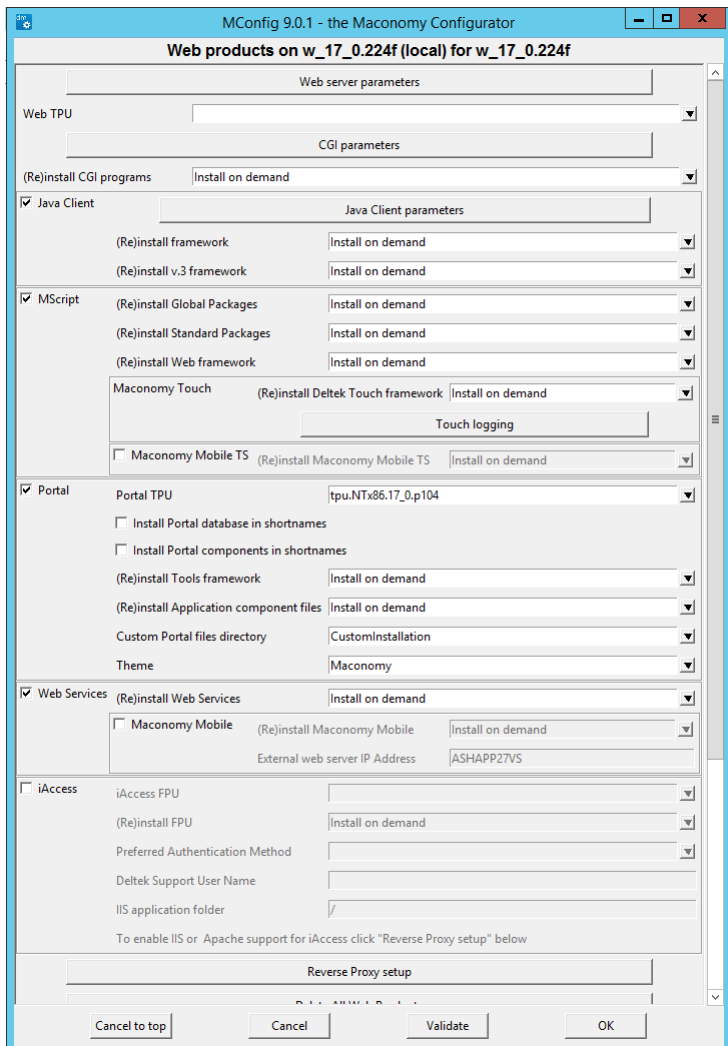 dm
MConfig 9.0.1 - the Maconomy Configurator
Web products on w_17_0.224f (local) for w_17_0.224f
Web server parameters
Web TPU
CGI parameters
(Re)install CGI programs Install on demand
Java Client Java Client parameters
(Re)install framework Install on demand
(Re)install v.3 framework Install on demand
MScript (Re)install Global Packages Install on demand
(Re)install Standard Packages Install on demand
(Re)install Web framework Install on demand
Maconomy Touch (Re)install Deltek Touch framework Install on demand
Touch logging
Maconomy Mobile TS (Re)install Maconomy Mobile TS Install on demand
Portal Portal TPU tpu.NTx86.17_0.p104
Install Portal database in shortnames
Install Portal components in shortnames
(Re)install Tools framework Install on demand
(Re)install Application component files Install on demand
Custom Portal files directory CustomInstallation
Theme Maconomy
Web Services (Re)install Web Services Install on demand
Maconomy Mobile (Re)install Maconomy Mobile Install on demand
External web server IP Address ASHAPP27VS
iAccess iAccess FPU
(Re)install FPU Install on demand
Preferred Authentication Method
Deltek Support User Name
IIS application folder /
To enable IIS or Apache support for iAccess click "Reverse Proxy setup" below
Reverse Proxy setup
Cancel to top Cancel Validate OK